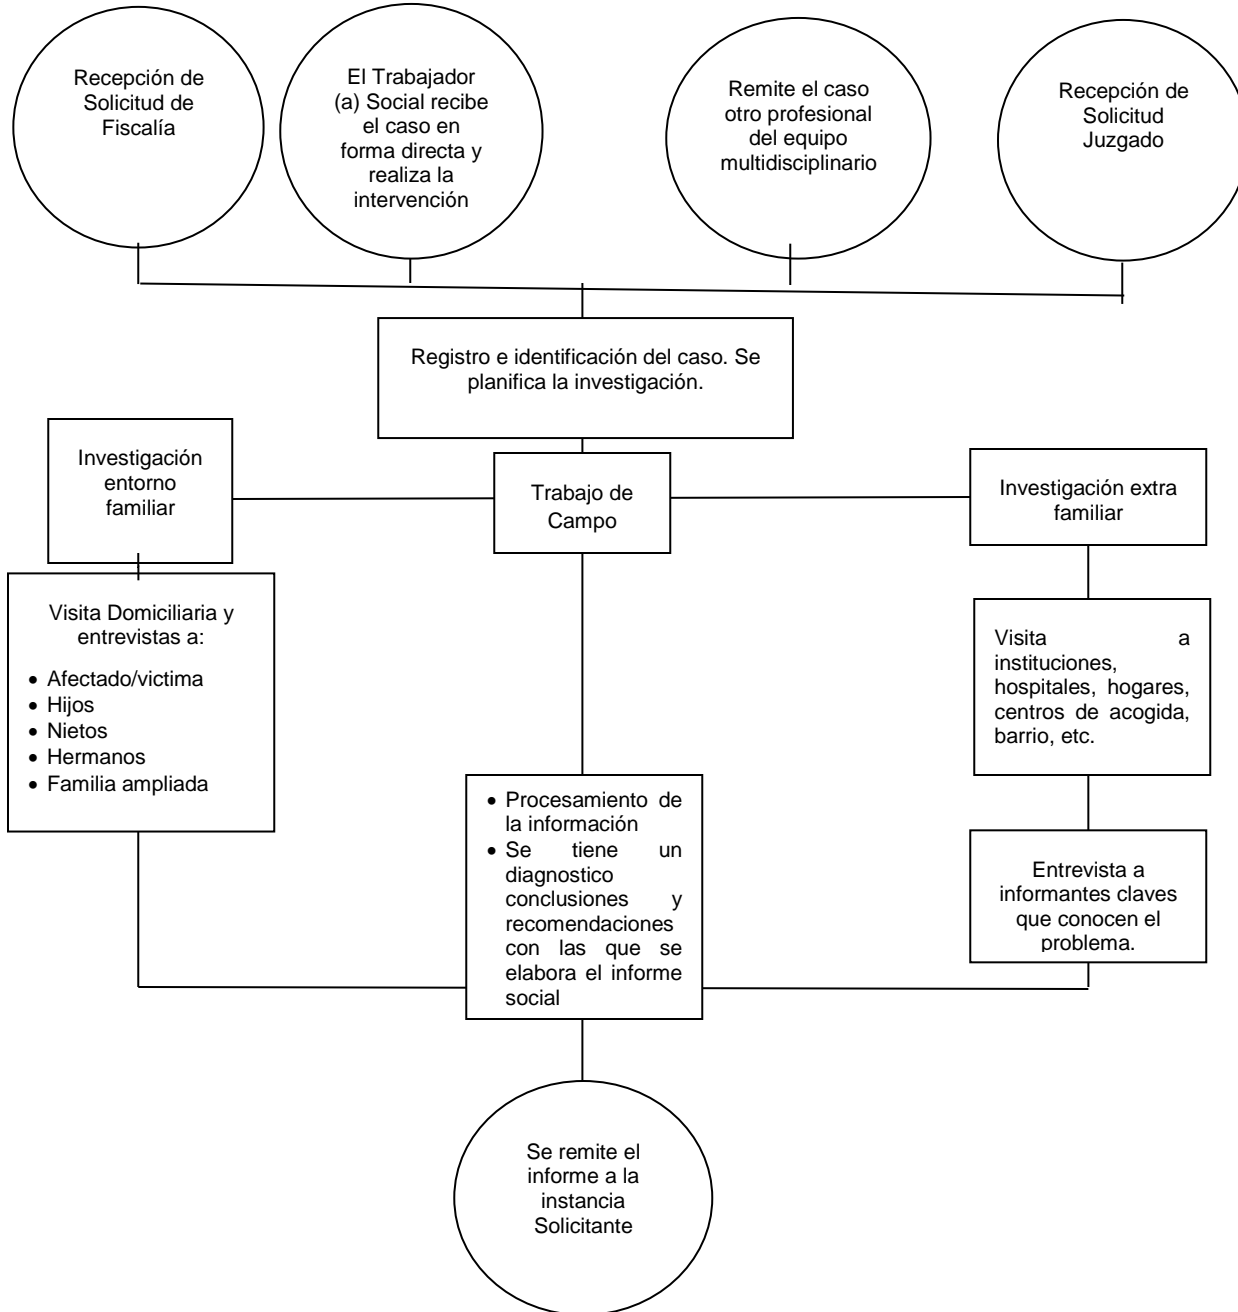 Recepción de
Solicitud de
Fiscalía
El Trabajador
(a) Social recibe
el caso en
forma directa y
realiza la
intervención
Remite el caso
otro profesional
del equipo
multidisciplinario
Recepción de
Solicitud
Juzgado
Registro e identificación del caso. Se
planifica la investigación.
Investigación
entorno
familiar
Trabajo de
Campo
Investigación extra
familiar
Visita Domiciliaria y
entrevistas a:
• Afectado/victima
• Hijos
• Nietos
• Hermanos
• Familia ampliada
Visita a
instituciones,
hospitales, hogares,
centros de acogida,
barrio, etc.
• Procesamiento de
la información
• Se tiene un
diagnostico
conclusiones y
recomendaciones
con las que se
elabora el informe
social
Entrevista a
informantes claves
que conocen el
problema.
Se remite el
informe a la
instancia
Solicitante